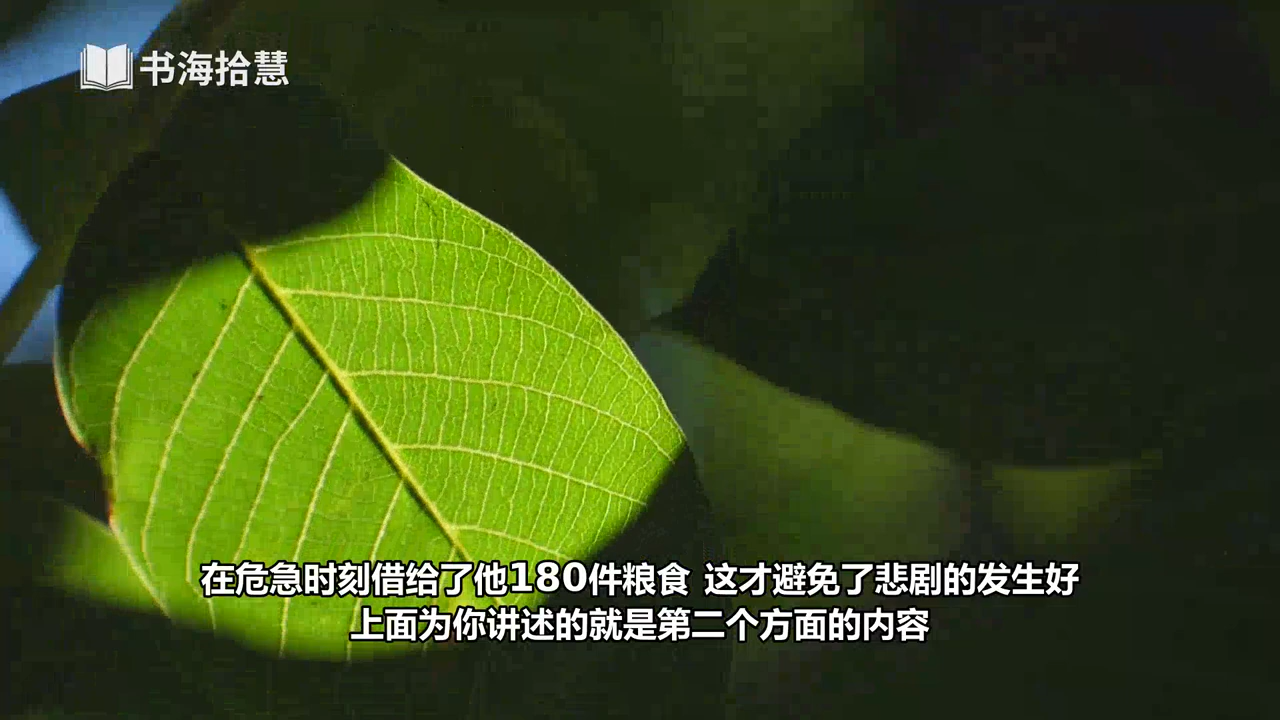 书海拾慧
在危急时刻借给了他180件粮食 这才避免了悲剧的发生好
上面为你讲述的就是第二个方面的内容